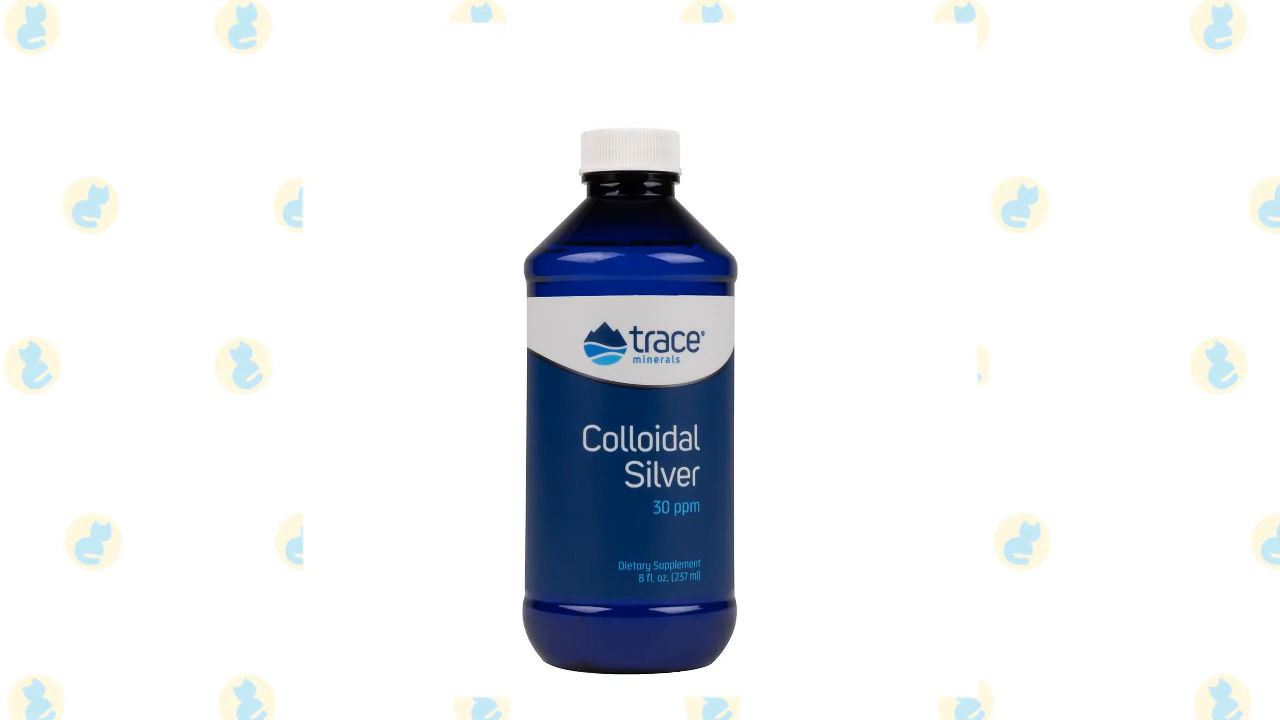 trace®
minerals
Colloidal
Silver
30 ppm
Dietary Supplement
8 fl. oz. (237 ml)